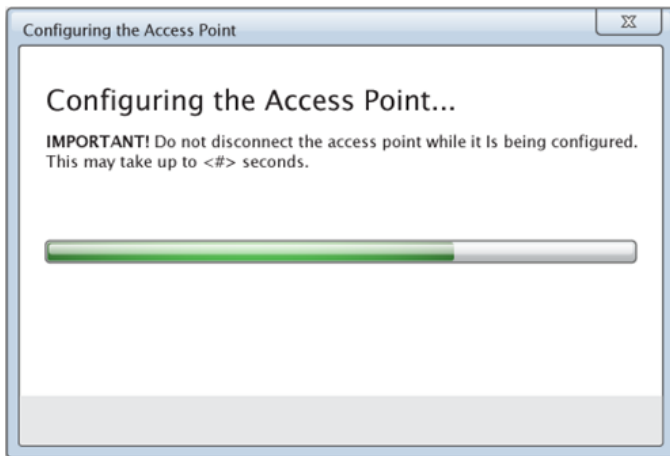 Configuring the Access Point
Configuring the Access Point...
IMPORTANT! Do not disconnect the access point while it Is being configured.
This may take up to <#> seconds.